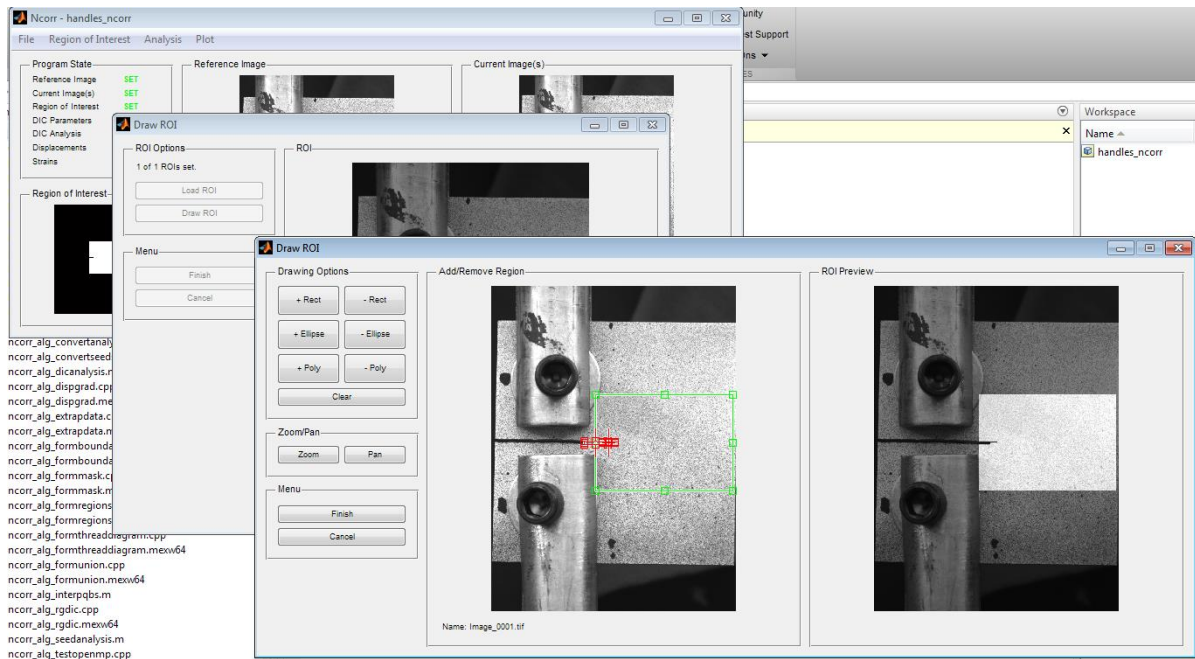 Ncorr - handles_ncorr
File Region of Interest Analysis Plot
Program State
Reference Image SET
Current Image(s) SET
Region of Interest SET
DIC Parameters
DIC Analysis
Displacements
Strains
Reference Image
Current Image(s)
Region of Interest
unity
st Support
ns
ES
Workspace
Name
handles_ncorr
Draw ROI
ROI Options
1 of 1 ROIs set.
Load ROI
Draw ROI
Menu
Finish
Cancel
ROI
Draw ROI
Drawing Options
+ Rect - Rect
+ Ellipse - Ellipse
+ Poly - Poly
Clear
Zoom/Pan
Zoom Pan
Menu
Finish
Cancel
Add/Remove Region
Name: Image_0001.tif
ROI Preview
ncorr_alg_convertanaly
ncorr_alg_convertseed
ncorr_alg_dicanalysis.r
ncorr_alg_dispgrad.cpp
ncorr_alg_dispgrad.me
ncorr_alg_extrapdata.c
ncorr_alg_extrapdata.m
ncorr_alg_formbounda
ncorr_alg_formbounda
ncorr_alg_formmask.c
ncorr_alg_formmask.m
ncorr_alg_formregions
ncorr_alg_formregions
ncorr_alg_formthreaddiagram.cpp
ncorr_alg_formthreaddiagram.mexw64
ncorr_alg_formunion.cpp
ncorr_alg_formunion.mexw64
ncorr_alg_interpqbs.m
ncorr_alg_rgdic.cpp
ncorr_alg_rgdic.mexw64
ncorr_alg_seedanalysis.m
ncorr_alg_testopenmp.cpp